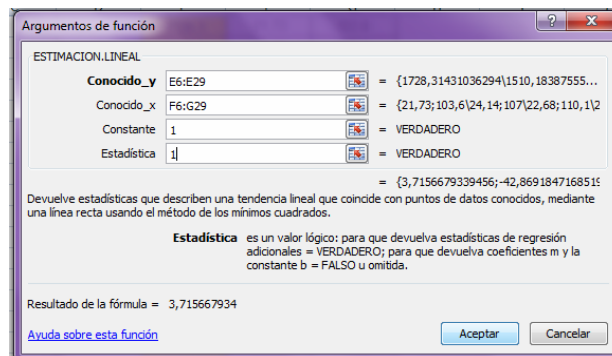 Argumentos de función
ESTIMACION.LINEAL
Conocido_y E6:E29 = {1728,31431036294\1510,18387555...
Conocido_x F6:G29 = {21,73;103,6\24,14;107\22,68;110,1\2
Constante 1 = VERDADERO
Estadística 1 = VERDADERO
= {3,7156679339456;-42,8691847168519
Devuelve estadísticas que describen una tendencia lineal que coincide con puntos de datos conocidos, mediante
una línea recta usando el método de los mínimos cuadrados.
Estadística es un valor lógico: para que devuelva estadísticas de regresión
adicionales = VERDADERO; para que devuelva coeficientes m y la
constante b = FALSO u omitida.
Resultado de la fórmula = 3,715667934
Ayuda sobre esta función
Aceptar Cancelar